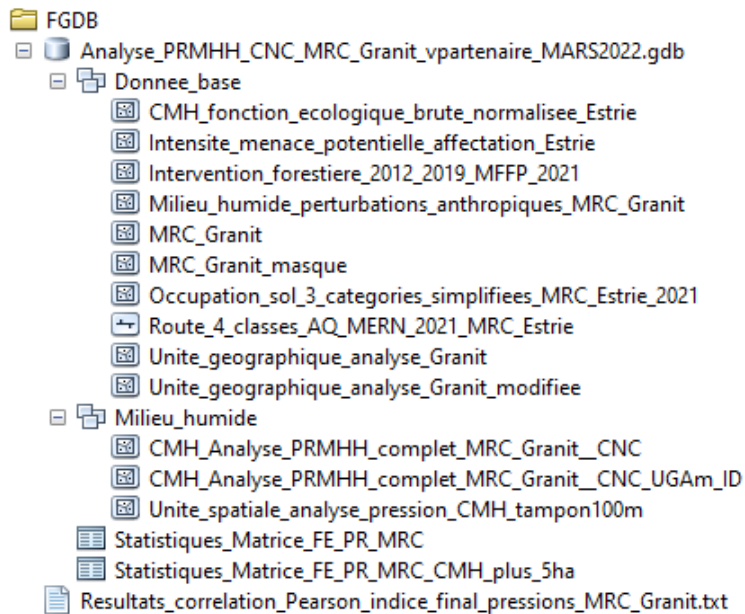 FGDB
Analyse_PRMHH_CNC_MRC_Granit_vpartenaire_MARS2022.gdb
Donnee_base
CMH_fonction_ecologique_brute_normalisee_Estrie
Intensite_menace_potentielle_affectation_Estrie
Intervention_forestiere_2012_2019_MFFP_2021
Milieu_humide_perturbations_anthropiques_MRC_Granit
MRC_Granit
MRC_Granit_masque
Occupation_sol_3_categories_simplifiees_MRC_Estrie_2021
Route_4_classes_AQ_MERN_2021_MRC_Estrie
Unite_geographique_analyse_Granit
Unite_geographique_analyse_Granit_modifiee
Milieu_humide
CMH_Analyse_PRMHH_complet_MRC_Granit__CNC
CMH_Analyse_PRMHH_complet_MRC_Granit__CNC_UGAm_ID
Unite_spatiale_analyse_pression_CMH_tampon100m
Statistiques_Matrice_FE_PR_MRC
Statistiques_Matrice_FE_PR_MRC_CMH_plus_5ha
Resultats_correlation_Pearson_indice_final_pressions_MRC_Granit.txt